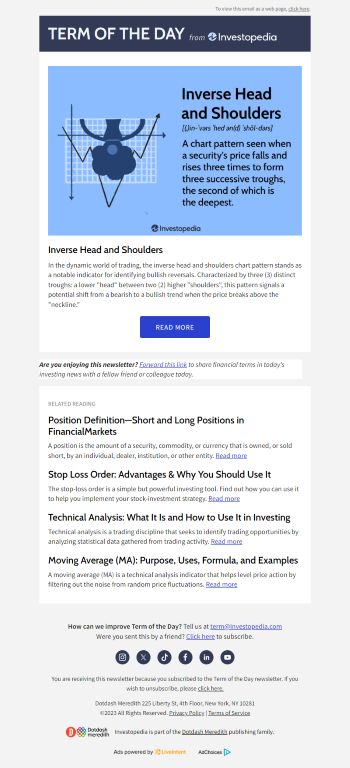 To view this email as a web page, click here.
TERM OF THE DAY from Investopedia
Inverse Head
and Shoulders
A chart pattern seen when
a security's price falls and
rises three times to form
three successive troughs,
the second of which is
the deepest.
Investopedia
Inverse Head and Shoulders
In the dynamic world of trading, the inverse head and shoulders chart pattern stands as
a notable indicator for identifying bullish reversals. Characterized by three (3) distinct
troughs: a lower "head" between two (2) higher "shoulders", this pattern signals a
potential shift from a bearish to a bullish trend when the price breaks above the
"neckline."
READ MORE
Are you enjoying this newsletter? Forward this link to share financial terms in today's
investing news with a fellow friend or colleague today.
RELATED READING
Position Definition—Short and Long Positions in
FinancialMarkets
A position is the amount of a security, commodity, or currency that is owned, or sold
short, by an individual, dealer, institution, or other entity. Read more
Stop Loss Order: Advantages & Why You Should Use It
The stop-loss order is a simple but powerful investing tool. Find out how you can use it
to help you implement your stock-investment strategy. Read more
Technical Analysis: What It Is and How to Use It in Investing
Technical analysis is a trading discipline that seeks to identify trading opportunities by
analyzing statistical data gathered from trading activity. Read more
Moving Average (MA): Purpose, Uses, Formula, and Examples
A moving average (MA) is a technical analysis indicator that helps level price action by
filtering out the noise from random price fluctuations. Read more
How can we improve Term of the Day? Tell us at term@investopedia.com
Were you sent this by a friend? Click here to subscribe.
You are receiving this newsletter because you subscribed to the Term of the Day newsletter. If you
wish to unsubscribe, please click here.
Dotdash Meredith 225 Liberty St, 4th Floor, New York, NY 10281
©2023 All Rights Reserved. Privacy Policy | Terms of Service
Dotdash
meredith
Investopedia is part of the Dotdash Meredith publishing family.
Ads powered by LiveIntent AdChoices